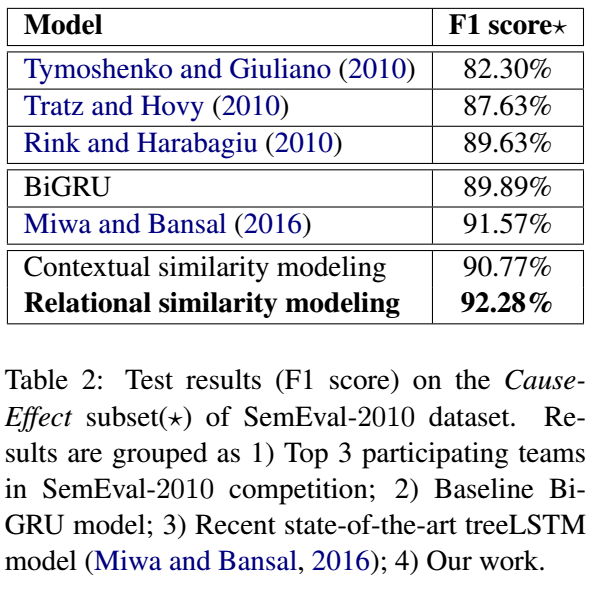 Model F1 score⋆
Tymoshenko and Giuliano (2010) 82.30%
Tratz and Hovy (2010) 87.63%
Rink and Harabagiu (2010) 89.63%
BiGRU 89.89%
Miwa and Bansal (2016) 91.57%
Contextual similarity modeling 90.77%
Relational similarity modeling 92.28%
Table 2: Test results (F1 score) on the Cause-
Effect subset(⋆) of SemEval-2010 dataset. Re-
sults are grouped as 1) Top 3 participating teams
in SemEval-2010 competition; 2) Baseline Bi-
GRU model; 3) Recent state-of-the-art treeLSTM
model (Miwa and Bansal, 2016); 4) Our work.